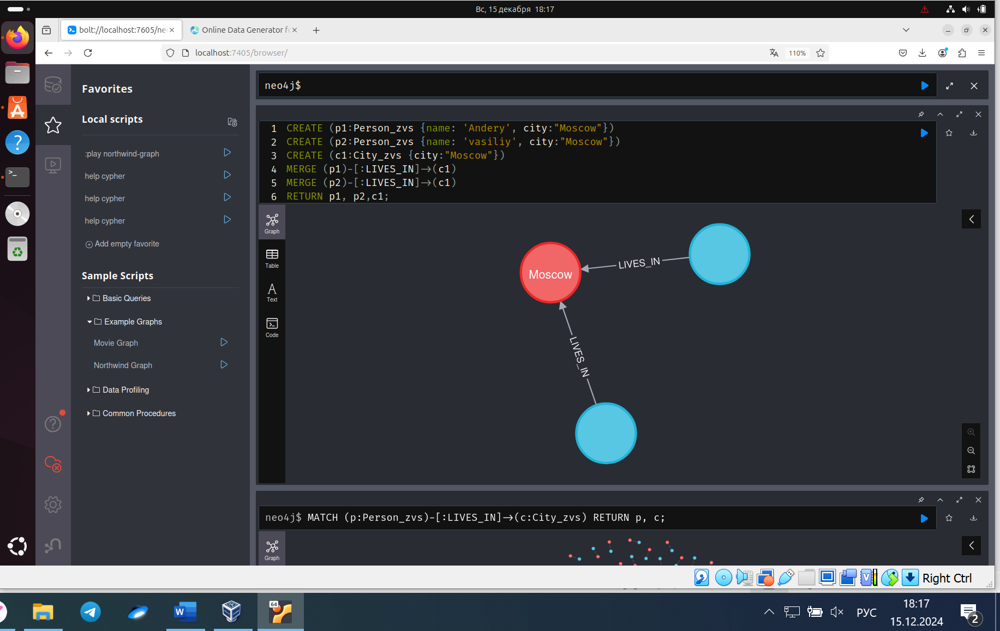 Вс, 15 декабря 18:17
bolt://localhost:7605/ne
Online Data Generator fo
localhost:7405/browser/
110%
Favorites
Local scripts
:play northwind-graph
help cypher
help cypher
help cypher
Add empty favorite
Sample Scripts
Basic Queries
Example Graphs
Movie Graph
Northwind Graph
Data Profiling
Common Procedures
neo4j$
1 CREATE (p1:Person_zvs {name: 'Andery', city:"Moscow"})
2 CREATE (p2:Person_zvs {name: 'vasiliy', city:"Moscow"})
3 CREATE (c1:City_zvs {city:"Moscow"})
4 MERGE (p1)-[:LIVES_IN]->(c1)
5 MERGE (p2)-[:LIVES_IN]->(c1)
6 RETURN p1, p2,c1;
Graph
Table
Text
Code
Moscow
LIVES_IN
LIVES_IN
neo4j$ MATCH (p:Person_zvs)-[:LIVES_IN]->(c:City_zvs) RETURN p, c;
Graph
Right Ctrl
64
РУС
18:17
15.12.2024
2